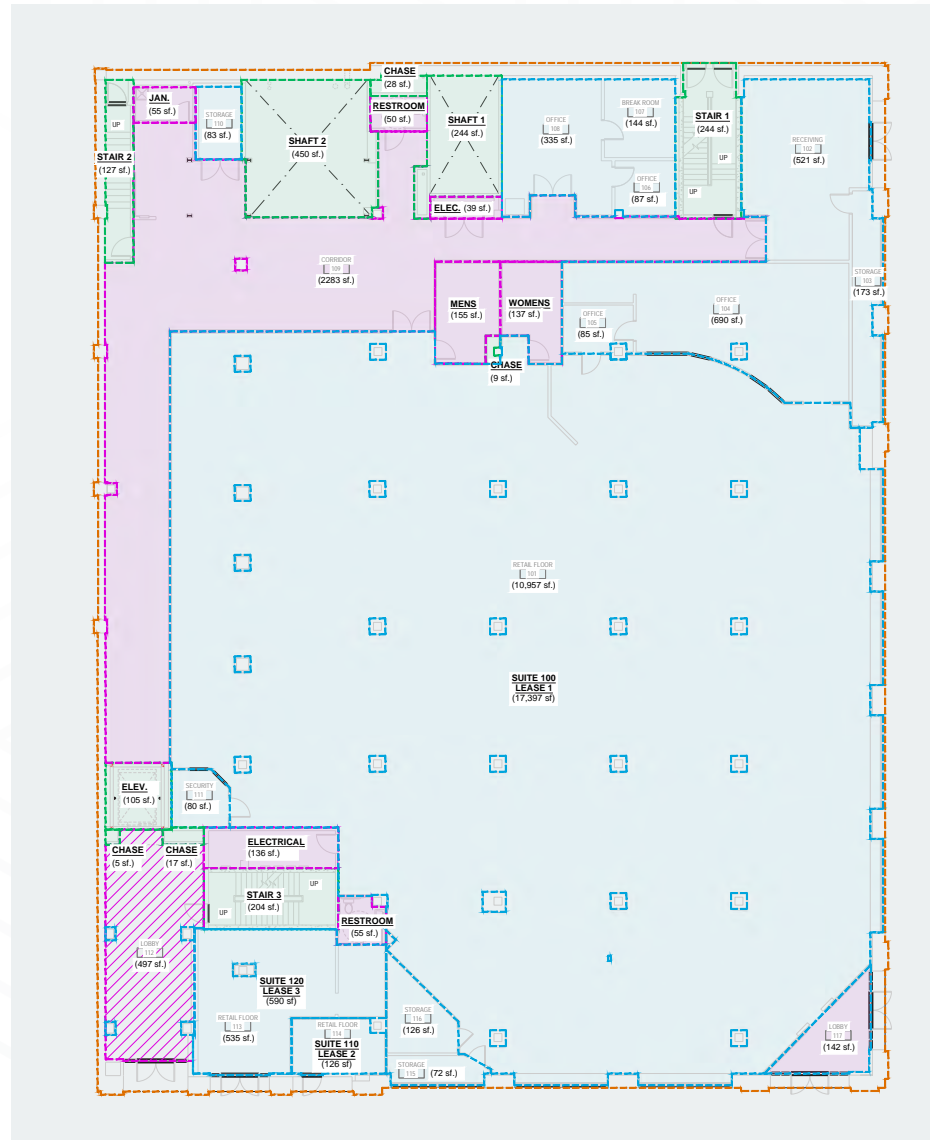 CHASE
(28 sf.)
JAN.
(55 sf.)
STORAGE
110
(83 sf.)
UP
STAIR 2
(127 sf.)
SHAFT 2
(450 sf.)
RESTROOM
(50 sf.)
SHAFT 1
(244 sf.)
ELEC. (39 sf.)
OFFICE
108
(335 sf.)
BREAK ROOM
107
(144 sf.)
OFFICE
106
(87 sf.)
STAIR 1
(244 sf.)
UP
UP
RECEIVING
102
(521 sf.)
CORRIDOR
109
(2283 sf.)
STORAGE
103
(173 sf.)
MENS
(155 sf.)
WOMENS
(137 sf.)
OFFICE
105
(85 sf.)
OFFICE
104
(690 sf.)
CHASE
(9 sf.)
RETAIL FLOOR
101
(10,957 sf.)
SUITE 100
LEASE 1
(17,397 sf)
ELEV.
(105 sf.)
SECURITY
111
(80 sf.)
CHASE
(5 sf.)
CHASE
(17 sf.)
ELECTRICAL
(136 sf.)
STAIR 3
(204 sf.)
UP
UP
RESTROOM
(55 sf.)
LOBBY
112
(497 sf.)
SUITE 120
LEASE 3
(590 sf)
RETAIL FLOOR
113
(535 sf.)
RETAIL FLOOR
114
SUITE 110
LEASE 2
(126 sf)
STORAGE
116
(126 sf.)
STORAGE
115
(72 sf.)
LOBBY
117
(142 sf.)